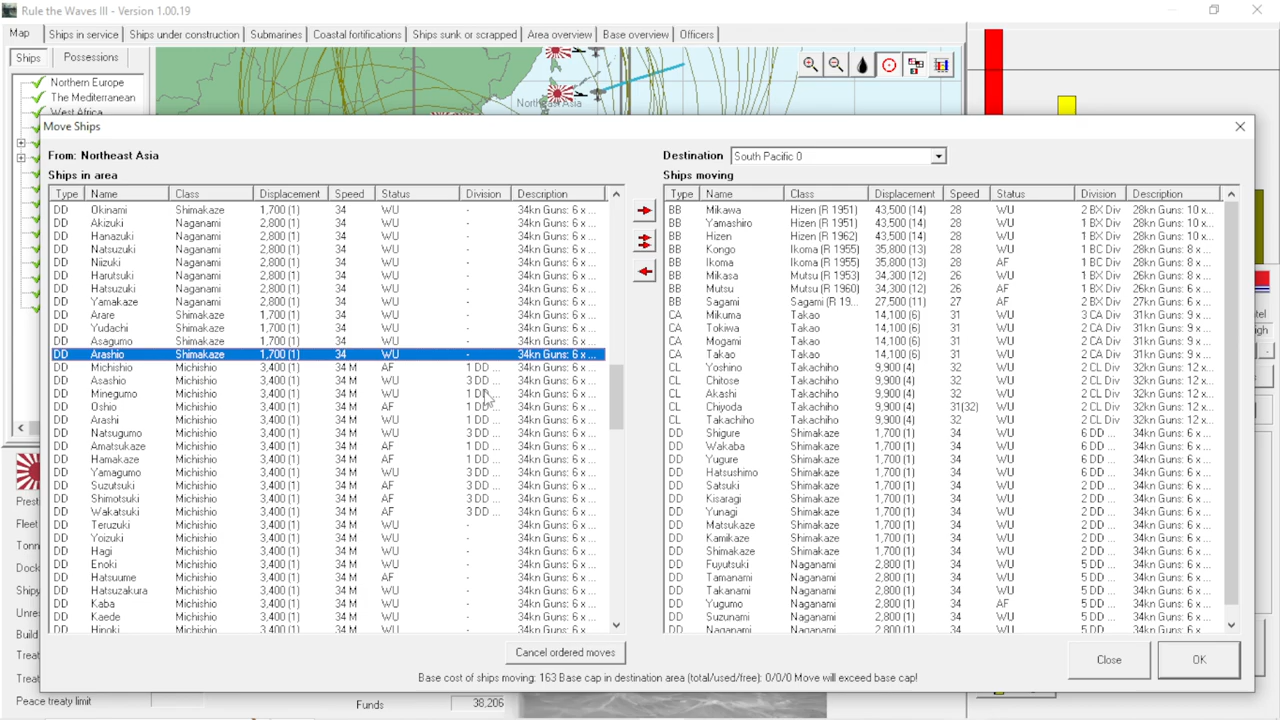 Rule the Waves III - Version 1.00.19
Map Ships in service Ships under construction Submarines Coastal fortifications Ships sunk or scrapped Area overview Base overview Officers
Ships Possessions
Northern Europe
The Mediterranean
West Africa
Northeast Asia
Move Ships
From: Northeast Asia
Destination South Pacific 0
Ships in area
Ships moving
Type Name Class Displacement Speed Status Division Description
DD Okinami Shimakaze 1,700 (1) 34 WU - 34kn Guns: 6 x ...
DD Akizuki Naganami 2,800 (1) 34 WU - 34kn Guns: 6 x ...
DD Hanazuki Naganami 2,800 (1) 34 WU - 34kn Guns: 6 x ...
DD Natsuzuki Naganami 2,800 (1) 34 WU - 34kn Guns: 6 x ...
DD Niizuki Naganami 2,800 (1) 34 WU - 34kn Guns: 6 x ...
DD Harutsuki Naganami 2,800 (1) 34 WU - 34kn Guns: 6 x ...
DD Hatsuzuki Naganami 2,800 (1) 34 WU - 34kn Guns: 6 x ...
DD Yamakaze Naganami 2,800 (1) 34 WU - 34kn Guns: 6 x ...
DD Arare Shimakaze 1,700 (1) 34 WU - 34kn Guns: 6 x ...
DD Yudachi Shimakaze 1,700 (1) 34 WU - 34kn Guns: 6 x ...
DD Asagumo Shimakaze 1,700 (1) 34 WU - 34kn Guns: 6 x ...
DD Arashio Shimakaze 1,700 (1) 34 WU - 34kn Guns: 6 x ...
DD Michishio Michishio 3,400 (1) 34 M AF 1 DD ... 34kn Guns: 6 x ...
DD Asashio Michishio 3,400 (1) 34 M WU 3 DD ... 34kn Guns: 6 x ...
DD Minegumo Michishio 3,400 (1) 34 M WU 1 DD ... 34kn Guns: 6 x ...
DD Oshio Michishio 3,400 (1) 34 M AF 1 DD ... 34kn Guns: 6 x ...
DD Arashi Michishio 3,400 (1) 34 M WU 1 DD ... 34kn Guns: 6 x ...
DD Natsugumo Michishio 3,400 (1) 34 M WU 3 DD ... 34kn Guns: 6 x ...
DD Amatsukaze Michishio 3,400 (1) 34 M AF 1 DD ... 34kn Guns: 6 x ...
DD Hamakaze Michishio 3,400 (1) 34 M AF 1 DD ... 34kn Guns: 6 x ...
DD Yamagumo Michishio 3,400 (1) 34 M WU 3 DD ... 34kn Guns: 6 x ...
DD Suzutsuki Michishio 3,400 (1) 34 M AF 3 DD ... 34kn Guns: 6 x ...
DD Shimotsuki Michishio 3,400 (1) 34 M WU 3 DD ... 34kn Guns: 6 x ...
DD Wakatsuki Michishio 3,400 (1) 34 M AF 3 DD ... 34kn Guns: 6 x ...
DD Teruzuki Michishio 3,400 (1) 34 M WU - 34kn Guns: 6 x ...
DD Yoizuki Michishio 3,400 (1) 34 M WU - 34kn Guns: 6 x ...
DD Hagi Michishio 3,400 (1) 34 M WU - 34kn Guns: 6 x ...
DD Enoki Michishio 3,400 (1) 34 M WU - 34kn Guns: 6 x ...
DD Hatsuume Michishio 3,400 (1) 34 M AF - 34kn Guns: 6 x ...
DD Hatsuzakura Michishio 3,400 (1) 34 M WU - 34kn Guns: 6 x ...
DD Kaba Michishio 3,400 (1) 34 M WU - 34kn Guns: 6 x ...
DD Kaede Michishio 3,400 (1) 34 M WU - 34kn Guns: 6 x ...
DD Hinoki Michishio 3,400 (1) 34 M WU - 34kn Guns: 6 x ...
Type Name Class Displacement Speed Status Division Description
BB Mikawa Hizen (R 1951) 43,500 (14) 28 WU 2 BX Div 28kn Guns: 10 x...
BB Yamashiro Hizen (R 1951) 43,500 (14) 28 WU 1 BX Div 28kn Guns: 10 x...
BB Hizen Hizen (R 1962) 43,500 (14) 28 WU 2 BX Div 28kn Guns: 10 x...
BB Kongo Ikoma (R 1955) 35,800 (13) 28 WU 1 BC Div 28kn Guns: 8 x ...
BB Ikoma Ikoma (R 1955) 35,800 (13) 28 AF 1 BC Div 28kn Guns: 8 x ...
BB Mikasa Mutsu (R 1953) 34,300 (12) 26 WU 1 BX Div 26kn Guns: 8 x ...
BB Mutsu Mutsu (R 1960) 34,300 (12) 26 AF 1 BX Div 26kn Guns: 8 x ...
BB Sagami Sagami (R 19... 27,500 (11) 27 AF 2 BX Div 27kn Guns: 8 x ...
CA Mikuma Takao 14,100 (6) 31 WU 3 CA Div 31kn Guns: 9 x ...
CA Tokiwa Takao 14,100 (6) 31 WU 2 CA Div 31kn Guns: 9 x ...
CA Mogami Takao 14,100 (6) 31 WU 2 CA Div 31kn Guns: 9 x ...
CA Takao Takao 14,100 (6) 31 WU 2 CA Div 31kn Guns: 9 x ...
CL Yoshino Takachiho 9,900 (4) 32 WU 2 CL Div 32kn Guns: 12 x...
CL Chitose Takachiho 9,900 (4) 32 WU 2 CL Div 32kn Guns: 12 x...
CL Akashi Takachiho 9,900 (4) 32 WU 2 CL Div 32kn Guns: 12 x...
CL Chiyoda Takachiho 9,900 (4) 31(32) WU 2 CL Div 32kn Guns: 12 x...
CL Takachiho Takachiho 9,900 (4) 32 WU 2 CL Div 32kn Guns: 12 x...
DD Shigure Shimakaze 1,700 (1) 34 WU 6 DD ... 34kn Guns: 6 x ...
DD Wakaba Shimakaze 1,700 (1) 34 WU 6 DD ... 34kn Guns: 6 x ...
DD Yugure Shimakaze 1,700 (1) 34 WU 6 DD ... 34kn Guns: 6 x ...
DD Hatsushimo Shimakaze 1,700 (1) 34 WU 6 DD ... 34kn Guns: 6 x ...
DD Satsuki Shimakaze 1,700 (1) 34 WU 6 DD ... 34kn Guns: 6 x ...
DD Kisaragi Shimakaze 1,700 (1) 34 WU 2 DD ... 34kn Guns: 6 x ...
DD Yunagi Shimakaze 1,700 (1) 34 WU 2 DD ... 34kn Guns: 6 x ...
DD Matsukaze Shimakaze 1,700 (1) 34 WU 2 DD ... 34kn Guns: 6 x ...
DD Kamikaze Shimakaze 1,700 (1) 34 WU 2 DD ... 34kn Guns: 6 x ...
DD Shimakaze Shimakaze 1,700 (1) 34 WU 2 DD ... 34kn Guns: 6 x ...
DD Fuyutsuki Naganami 2,800 (1) 34 WU 5 DD ... 34kn Guns: 6 x ...
DD Tamanami Naganami 2,800 (1) 34 WU 5 DD ... 34kn Guns: 6 x ...
DD Takanami Naganami 2,800 (1) 34 WU 5 DD ... 34kn Guns: 6 x ...
DD Yugumo Naganami 2,800 (1) 34 AF 5 DD ... 34kn Guns: 6 x ...
DD Suzunami Naganami 2,800 (1) 34 WU 5 DD ... 34kn Guns: 6 x ...
DD Naganami Naganami 2,800 (1) 34 WU 5 DD ... 34kn Guns: 6 x
Cancel ordered moves
Close
OK
Base cost of ships moving: 163 Base cap in destination area (total/used/free): 0/0/0 Move will exceed base cap!
Prest
Fleet
Tonn
Dock
Shipy
Unres
Build
Treat
Treat
Peace treaty limit
Funds 38,206
tel
igh